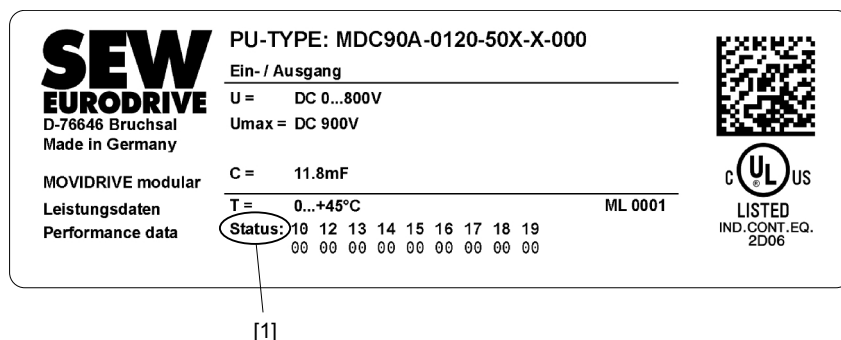 SEW
EURODRIVE
D-76646 Bruchsal
Made in Germany
MOVIDRIVE modular
Leistungsdaten
Performance data
PU-TYPE: MDC90A-0120-50X-X-000
Ein- / Ausgang
U = DC 0...800V
Umax = DC 900V
C = 11.8mF
T = 0...+45°C ML 0001
Status: 10 12 13 14 15 16 17 18 19
00 00 00 00 00 00 00 00 00
C UL ® US
LISTED
IND.CONT.EQ.
2D06
[1]